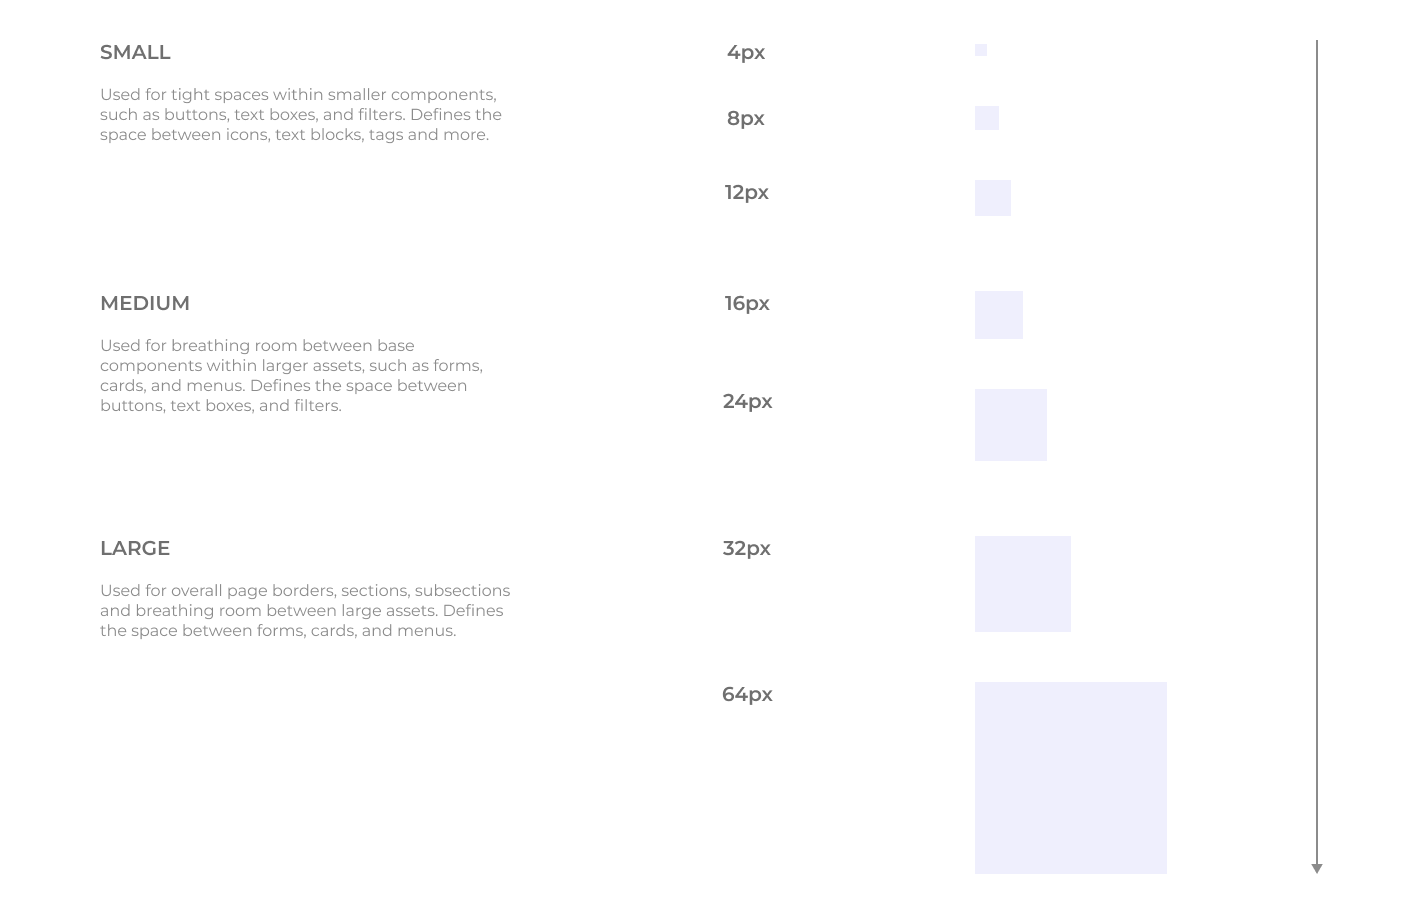 SMALL
4px
Used for tight spaces within smaller components,
such as buttons, text boxes, and filters. Defines the
space between icons, text blocks, tags and more.
8px
12px
MEDIUM
16px
Used for breathing room between base
components within larger assets, such as forms,
cards, and menus. Defines the space between
buttons, text boxes, and filters.
24px
LARGE
32px
Used for overall page borders, sections, subsections
and breathing room between large assets. Defines
the space between forms, cards, and menus.
64px